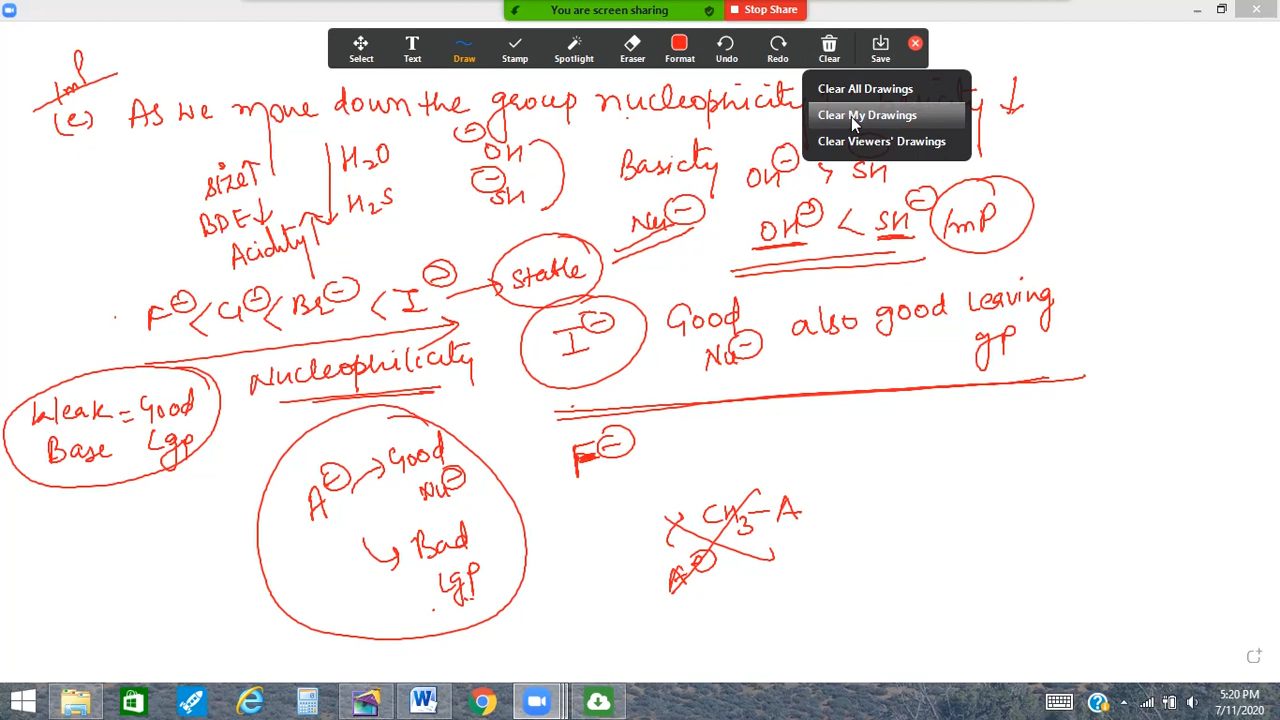 You are screen sharing Stop Share
Select Text Draw Stamp Spotlight Eraser Format Undo Redo Clear Save
Clear All Drawings
Clear My Drawings
Clear Viewers' Drawings
Imp
(e) As we move down the group nucleophicity ↓
size↑
BDE↓
Acidity↑
H2O
H2S
⊖OH
⊖SH
Basicty OH⊖ > SH
Nu⊖ OH⊖ < SH⊖ Imp
F⊖ < Cl⊖ < Br⊖ < I⊖ → Stable
Nucleophilicity
I⊖ Good Nu⊖ also good leaving gp
Weak = Good
Base Lgp
A⊖ → Good
Nu⊖
↳ Bad
Lgp
F⊖
CH3–A
A⊖
5:20 PM
7/11/2020